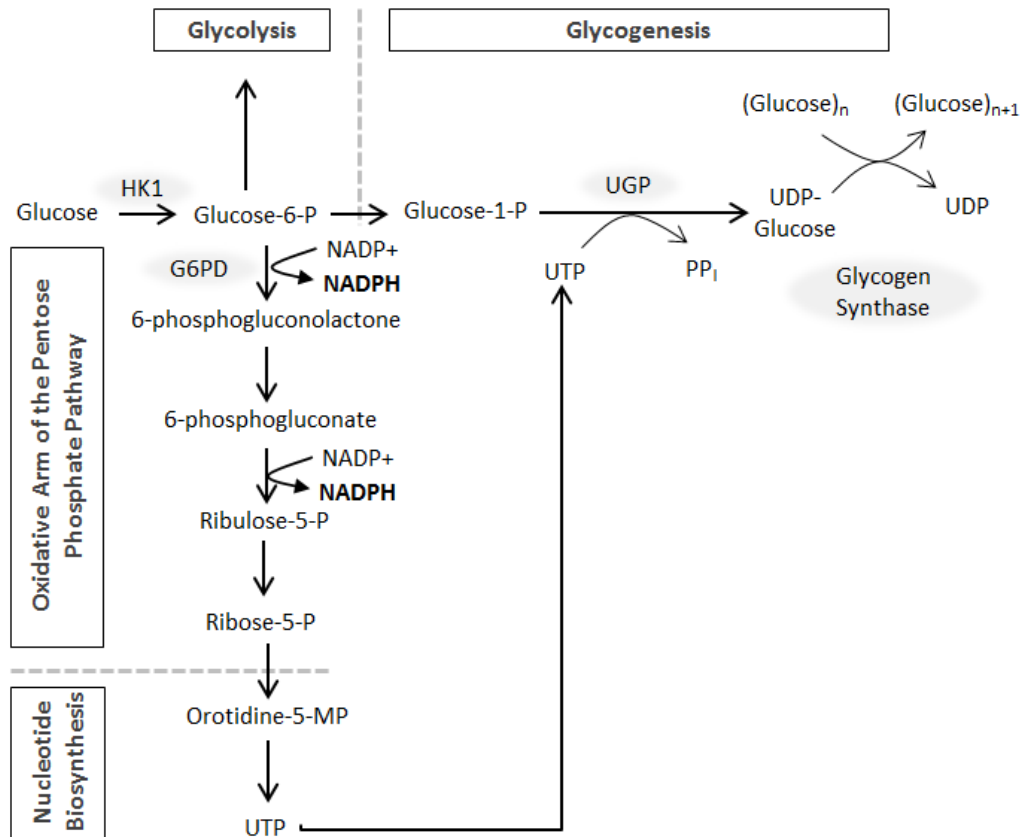 Glycolysis
Glycogenesis
(Glucose)n
(Glucose)n+1
HK1
UGP
Glucose
Glucose-6-P
Glucose-1-P
UDP-
Glucose
UDP
G6PD
NADP+
NADPH
UTP
PPI
Glycogen
Synthase
6-phosphogluconolactone
6-phosphogluconate
NADP+
NADPH
Ribulose-5-P
Ribose-5-P
Oxidative Arm of the Pentose
Phosphate Pathway
Orotidine-5-MP
UTP
Nucleotide
Biosynthesis